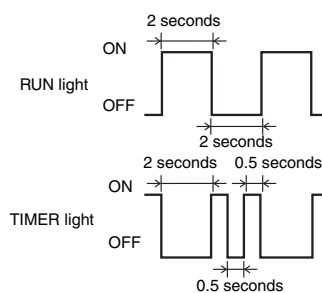 2 seconds
ON
RUN light
OFF
2 seconds
2 seconds 0.5 seconds
ON
TIMER light
OFF
0.5 seconds